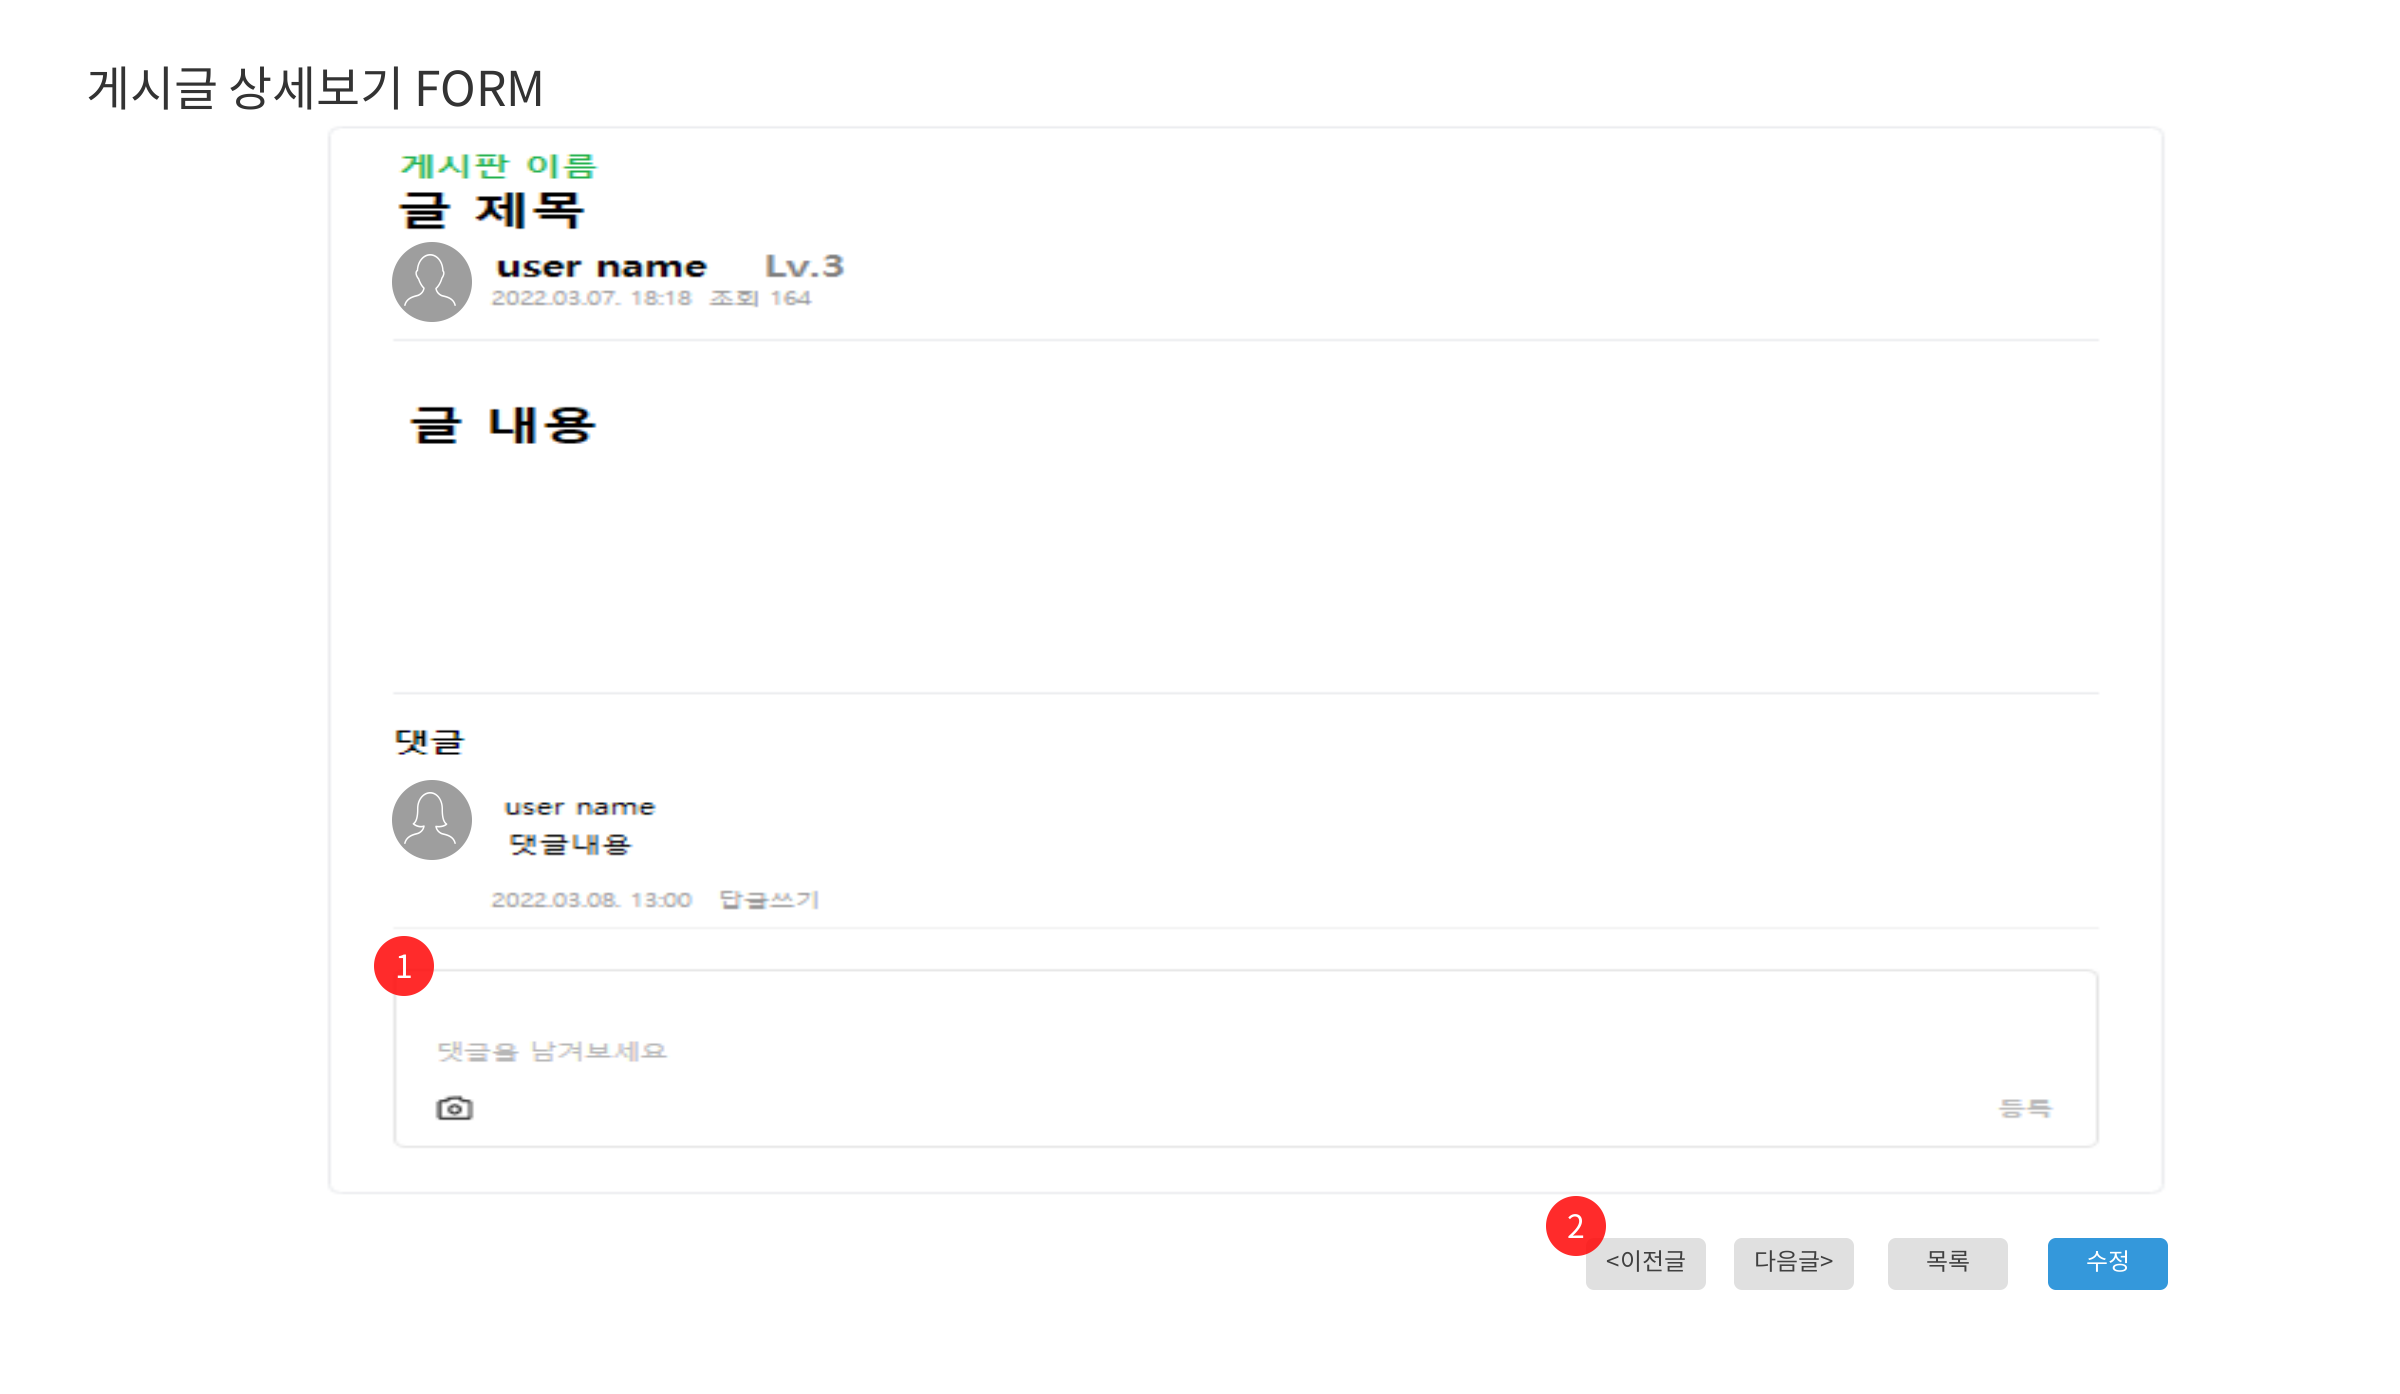 게시글 상세보기 FORM
게시판 이름
글 제목
user name Lv.3
2022.03.07. 18:18 조회 164
글 내용
댓글
user name
댓글내용
2022.03.08. 13:00 답글쓰기
1
댓글을 남겨보세요
등록
2
<이전글 다음글> 목록 수정